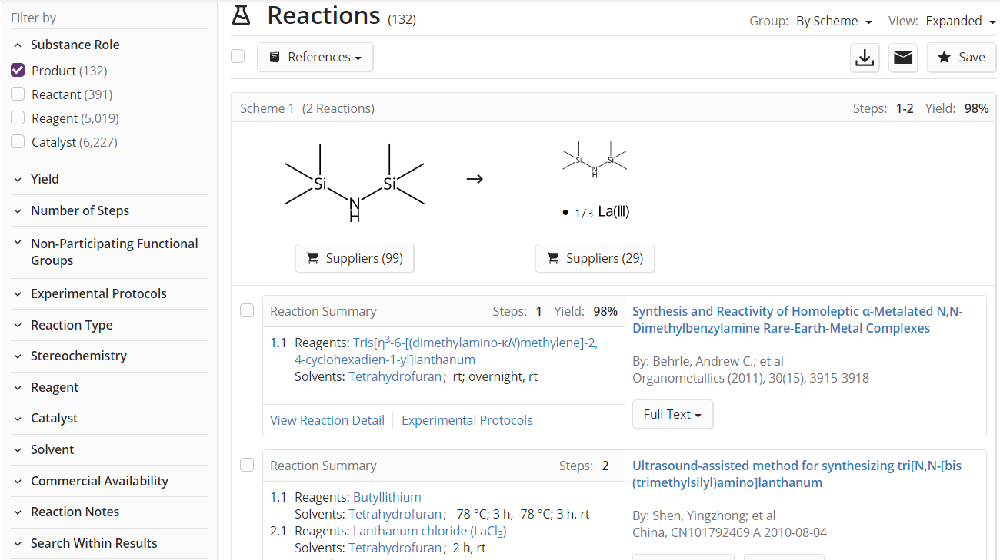 Filter by
Substance Role
Product (132)
Reactant (391)
Reagent (5,019)
Catalyst (6,227)
Yield
Number of Steps
Non-Participating Functional
Groups
Experimental Protocols
Reaction Type
Stereochemistry
Reagent
Catalyst
Solvent
Commercial Availability
Reaction Notes
Search Within Results
Reactions (132)
Group: By Scheme View: Expanded
References
Save
Scheme 1 (2 Reactions) Steps: 1-2 Yield: 98%
Si Si
N
H
→
Si Si
N
H
• 1/3 La(III)
Suppliers (99)
Suppliers (29)
Reaction Summary Steps: 1 Yield: 98%
1.1 Reagents: Tris[η³-6-[(dimethylamino-κN)methylene]-2,
4-cyclohexadien-1-yl]lanthanum
Solvents: Tetrahydrofuran; rt; overnight, rt
View Reaction Detail Experimental Protocols
Synthesis and Reactivity of Homoleptic α-Metalated N,N-
Dimethylbenzylamine Rare-Earth-Metal Complexes
By: Behrle, Andrew C.; et al
Organometallics (2011), 30(15), 3915-3918
Full Text
Reaction Summary Steps: 2
1.1 Reagents: Butyllithium
Solvents: Tetrahydrofuran; -78 °C; 3 h, -78 °C; 3 h, rt
2.1 Reagents: Lanthanum chloride (LaCl₃)
Solvents: Tetrahydrofuran; 2 h, rt
Ultrasound-assisted method for synthesizing tri[N,N-[bis
(trimethylsilyl)amino]lanthanum
By: Shen, Yingzhong; et al
China, CN101792469 A 2010-08-04